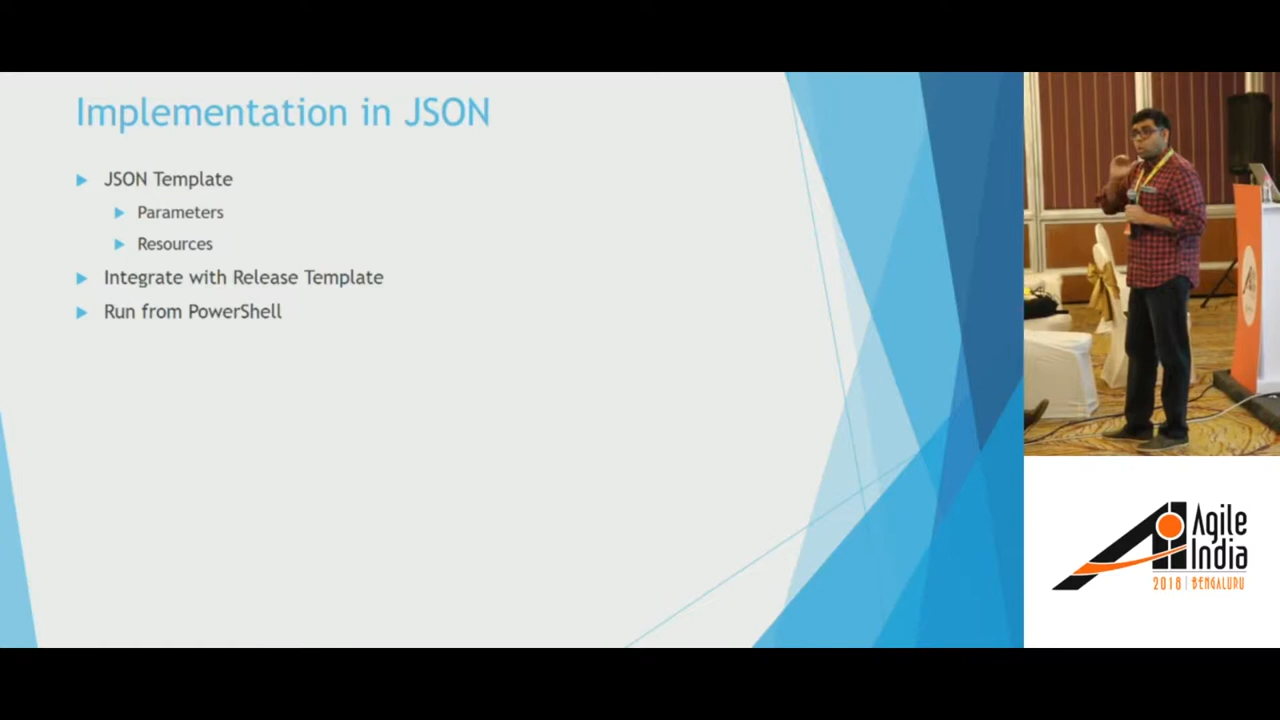 Implementation in JSON
JSON Template
Parameters
Resources
Integrate with Release Template
Run from PowerShell
Agile
India
2018 | BENGALURU